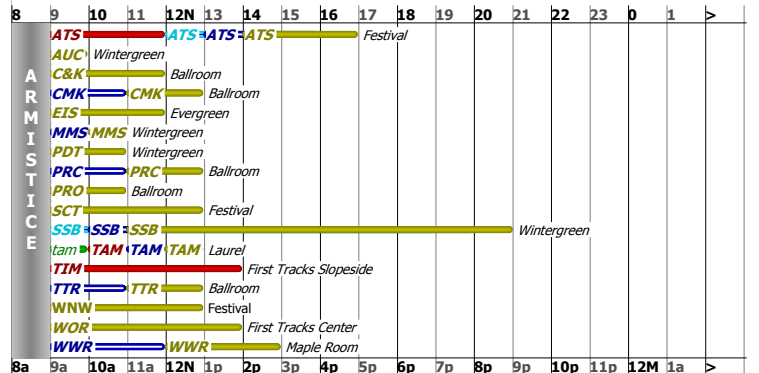 8 9 10 11 12N 13 14 15 16 17 18 19 20 21 22 23 0 1 >
ARMISTICE
ATS ATS ATS ATS Festival
AUC Wintergreen
C&K Ballroom
CMK CMK Ballroom
EIS Evergreen
MMS MMS Wintergreen
PDT Wintergreen
PRC PRC Ballroom
PRO Ballroom
SCT Festival
SSB SSB SSB Wintergreen
tam TAM TAM TAM Laurel
TIM First Tracks Slopeside
TTR TTR Ballroom
WNW Festival
WOR First Tracks Center
WWR WWR Maple Room
8a 9a 10a 11a 12N 1p 2p 3p 4p 5p 6p 7p 8p 9p 10p 11p 12M 1a >